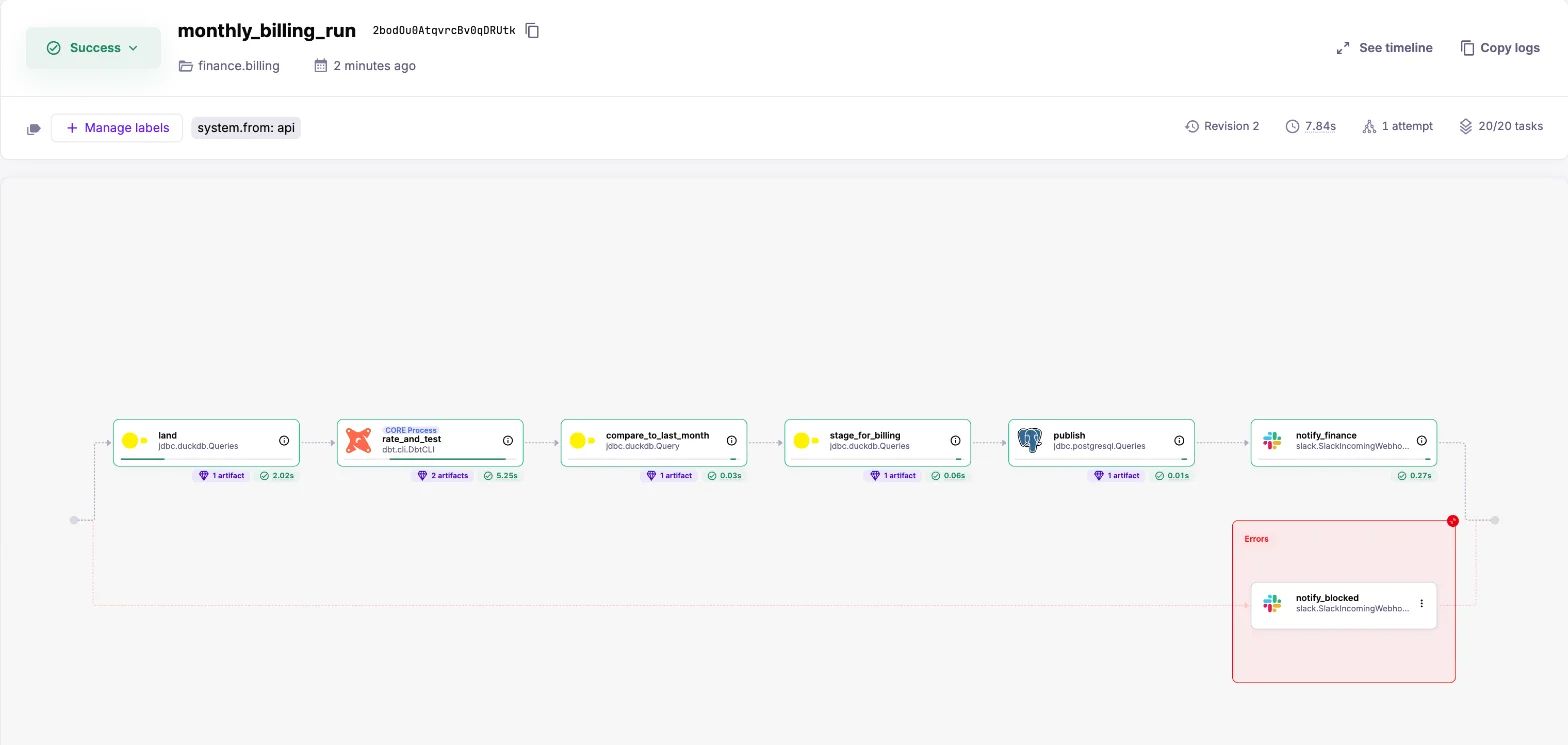 Success
monthly_billing_run 2bodOu0AtqvrcBv0qDRUtk
finance.billing 2 minutes ago
See timeline Copy logs
Manage labels system.from: api
Revision 2 7.84s 1 attempt 20/20 tasks
land
jdbc.duckdb.Queries
1 artifact 2.02s
CORE Process
rate_and_test
dbt.cli.DbtCLI
2 artifacts 5.25s
compare_to_last_month
jdbc.duckdb.Query
1 artifact 0.03s
stage_for_billing
jdbc.duckdb.Queries
1 artifact 0.06s
publish
jdbc.postgresql.Queries
1 artifact 0.01s
notify_finance
slack.SlackIncomingWebho...
0.27s
Errors
notify_blocked
slack.SlackIncomingWebho...